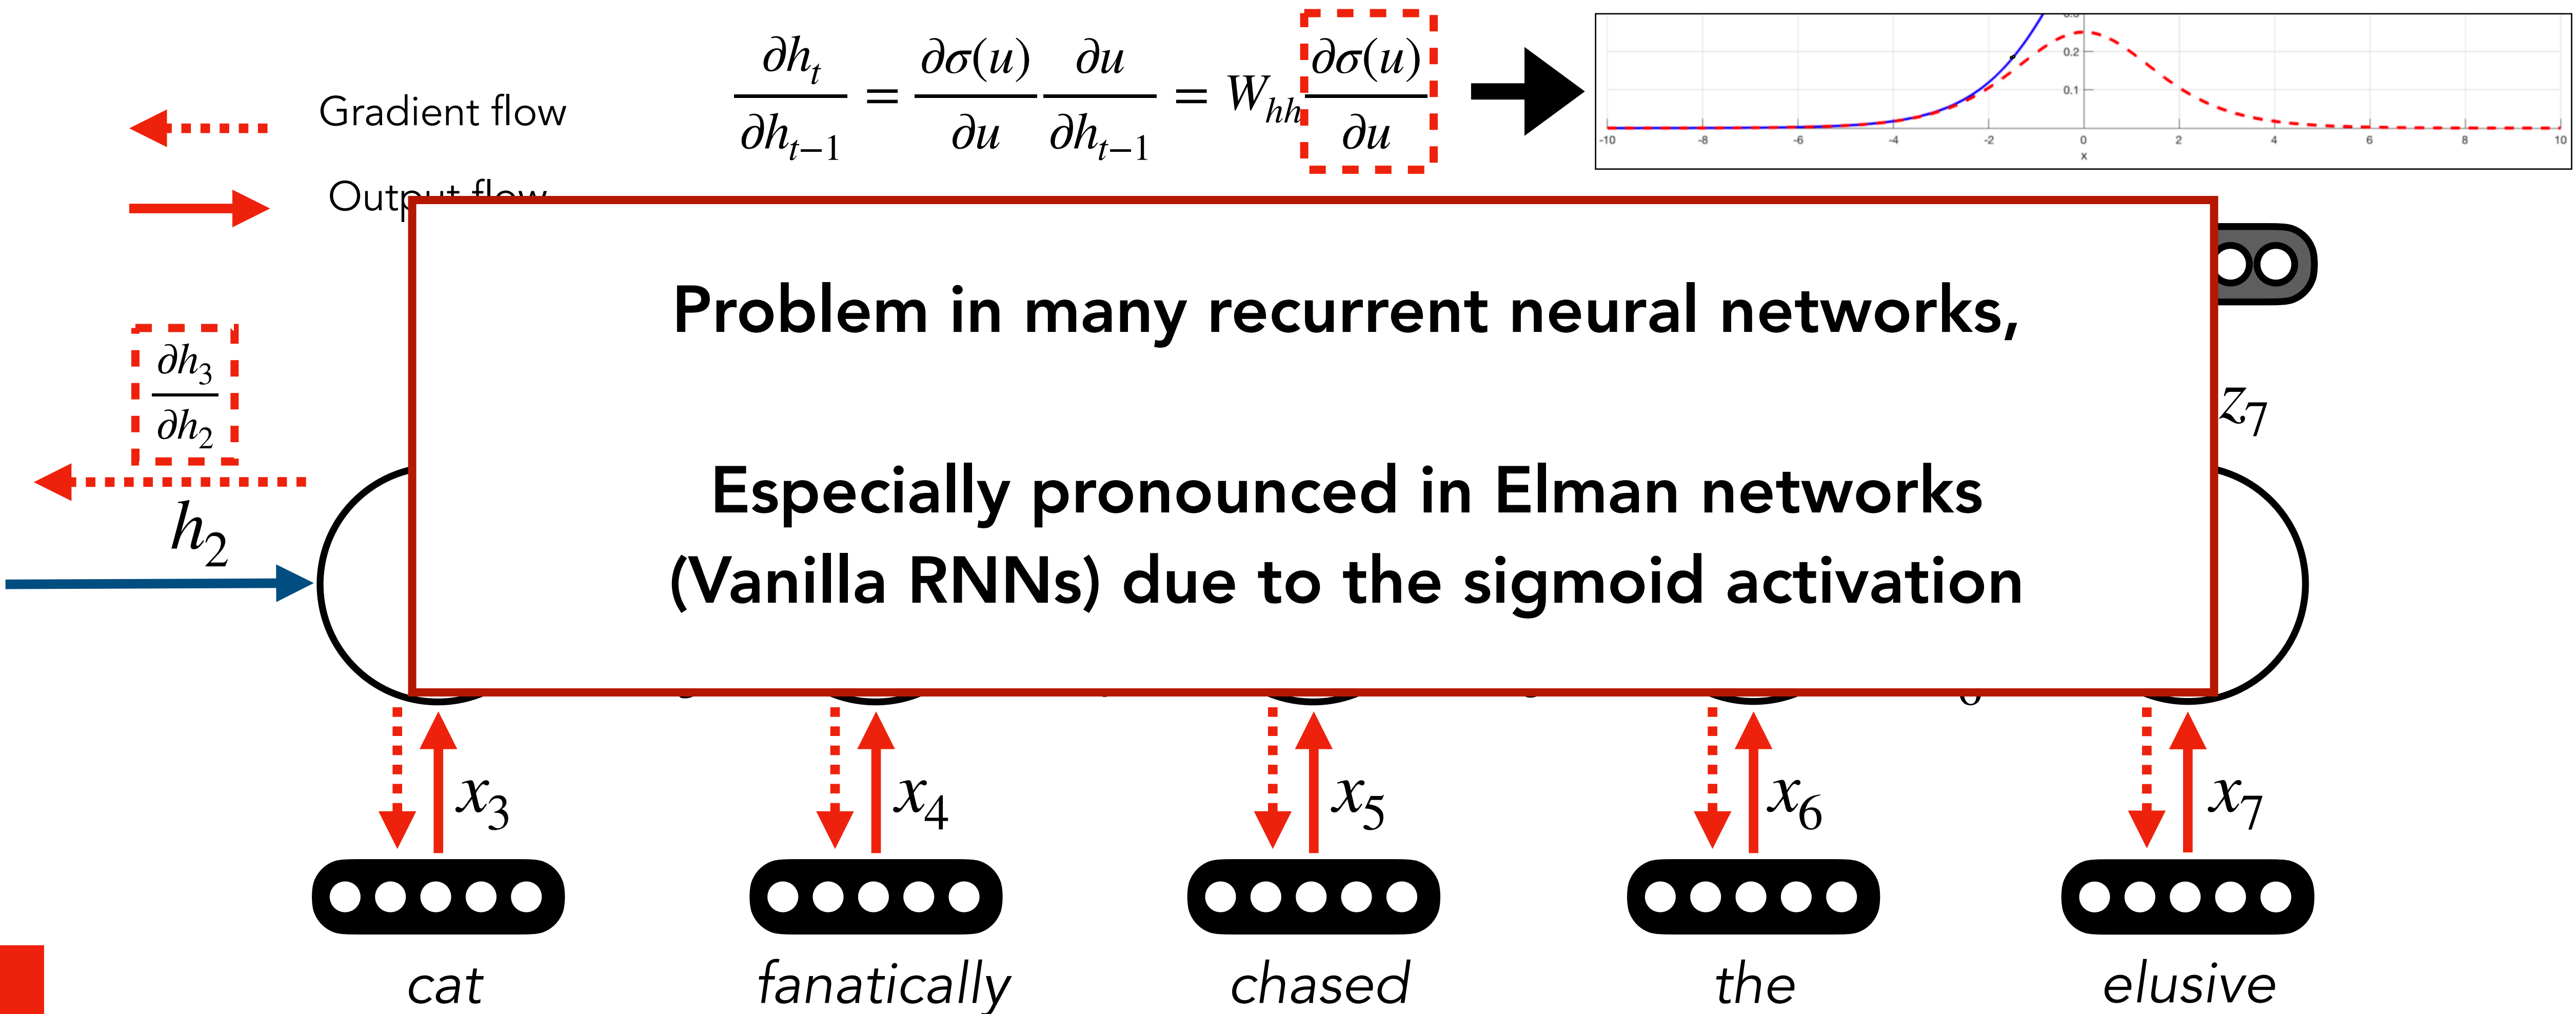 ∂h_t/∂h_{t−1} = ∂σ(u)/∂u ∂u/∂h_{t−1} = W_{hh} ∂σ(u)/∂u
Gradient flow
Output flow
0.2
0.1
-10 -8 -6 -4 -2 0 2 4 6 8 10
x
Problem in many recurrent neural networks,
Especially pronounced in Elman networks
(Vanilla RNNs) due to the sigmoid activation
∂h_3/∂h_2
h_2
z_7
x_3 x_4 x_5 x_6 x_7
cat fanatically chased the elusive